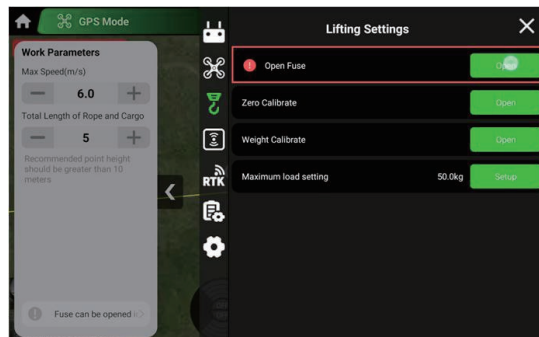 GPS Mode
Work Parameters
Max Speed(m/s)
6.0
Total Length of Rope and Cargo
5
Recommended point height
should be greater than 10
meters
Fuse can be opened
RTK
Lifting Settings
Open Fuse
Zero Calibrate
Open
Weight Calibrate
Open
Maximum load setting
50.0kg
Setup